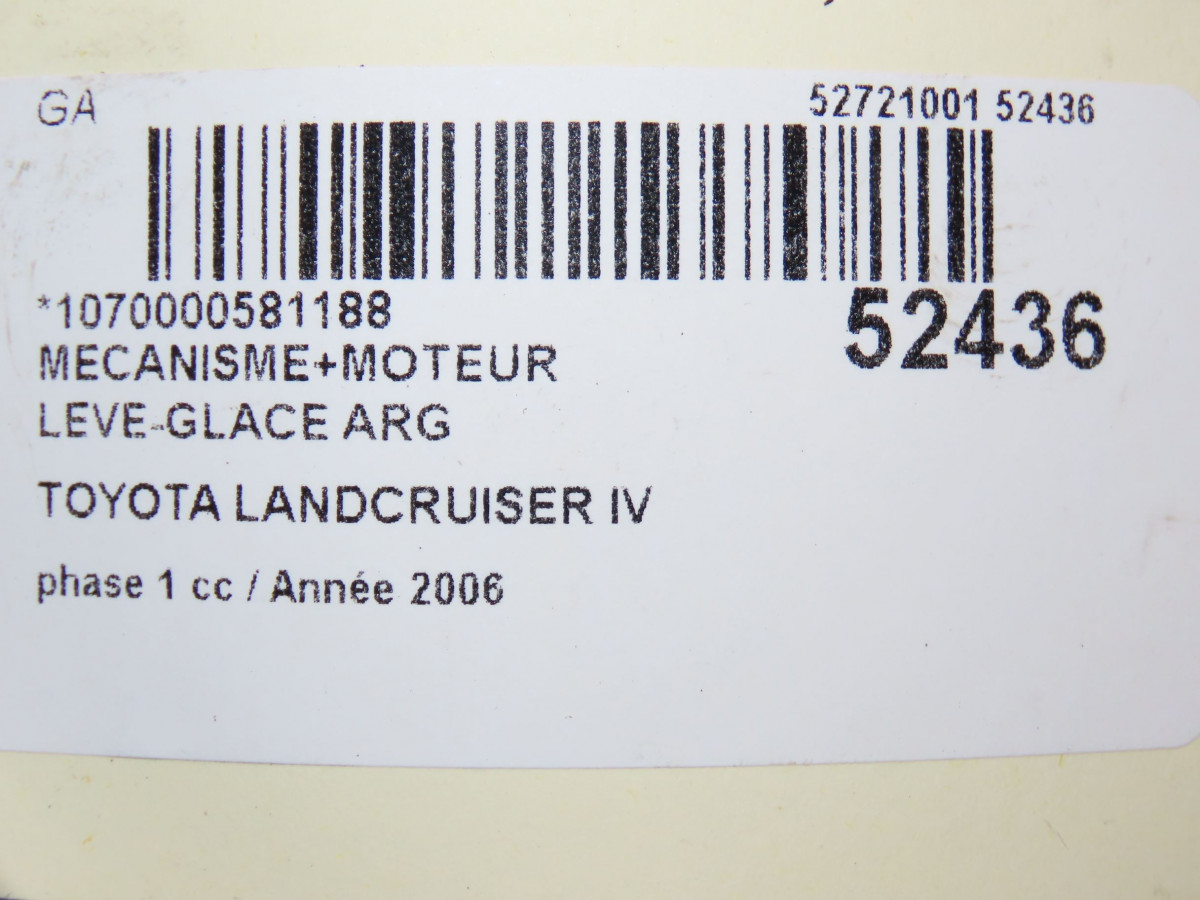 GA
52721001 52436
*1070000581188
52436
MECANISME+MOTEUR
LEVE-GLACE ARG
TOYOTA LANDCRUISER IV
phase 1 cc / Année 2006